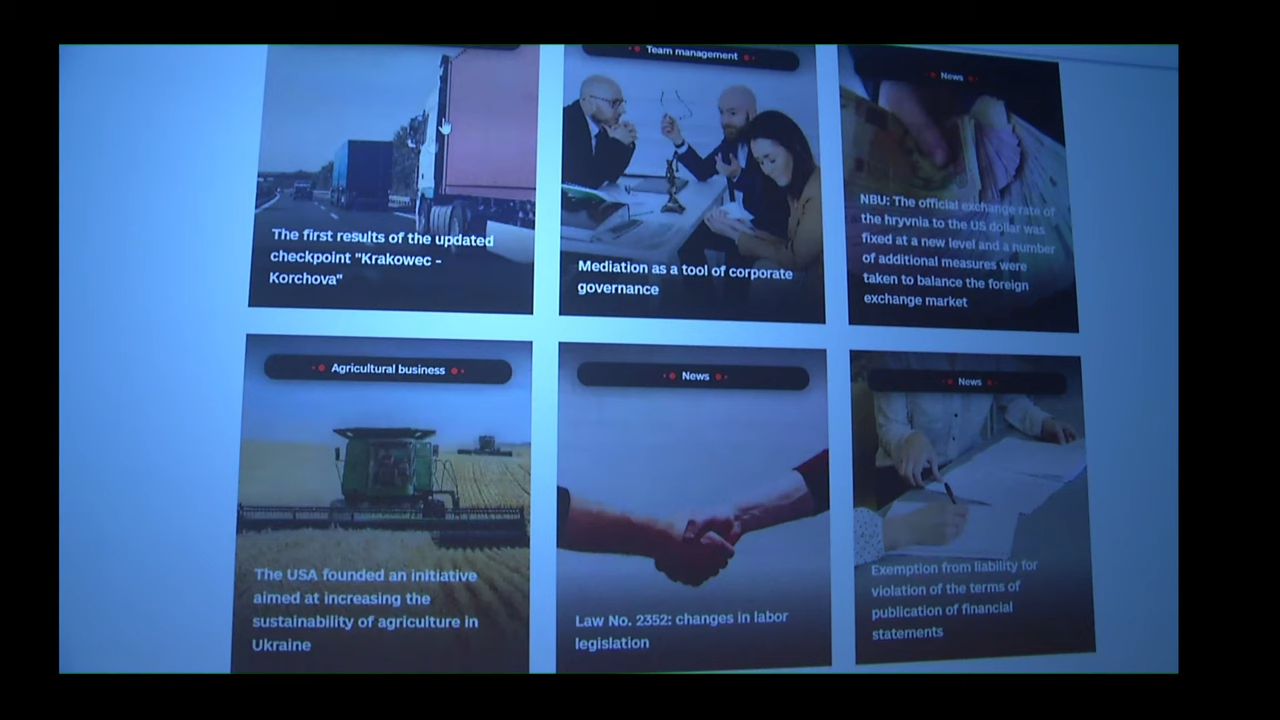 The first results of the updated
checkpoint "Krakowec -
Korchova"
Team management
Mediation as a tool of corporate
governance
News
NBU: The official exchange rate of
the hryvnia to the US dollar was
fixed at a new level and a number
of additional measures were
taken to balance the foreign
exchange market
Agricultural business
The USA founded an initiative
aimed at increasing the
sustainability of agriculture in
Ukraine
News
Law No. 2352: changes in labor
legislation
News
Exemption from liability for
violation of the terms of
publication of financial
statements